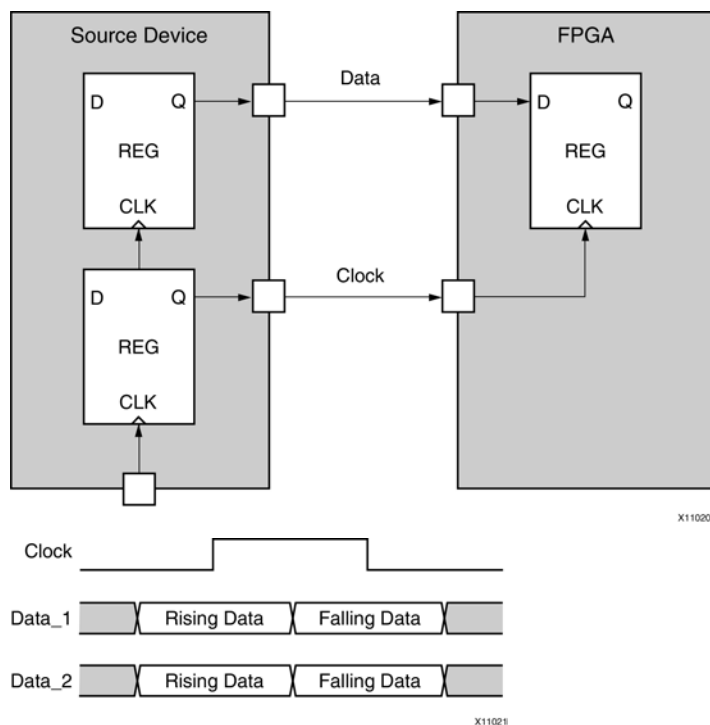 Source Device
FPGA
Data
D Q
REG
CLK
D Q
REG
CLK
Clock
D Q
REG
CLK
X11020
Clock
Data_1 Rising Data Falling Data
Data_2 Rising Data Falling Data
X11021